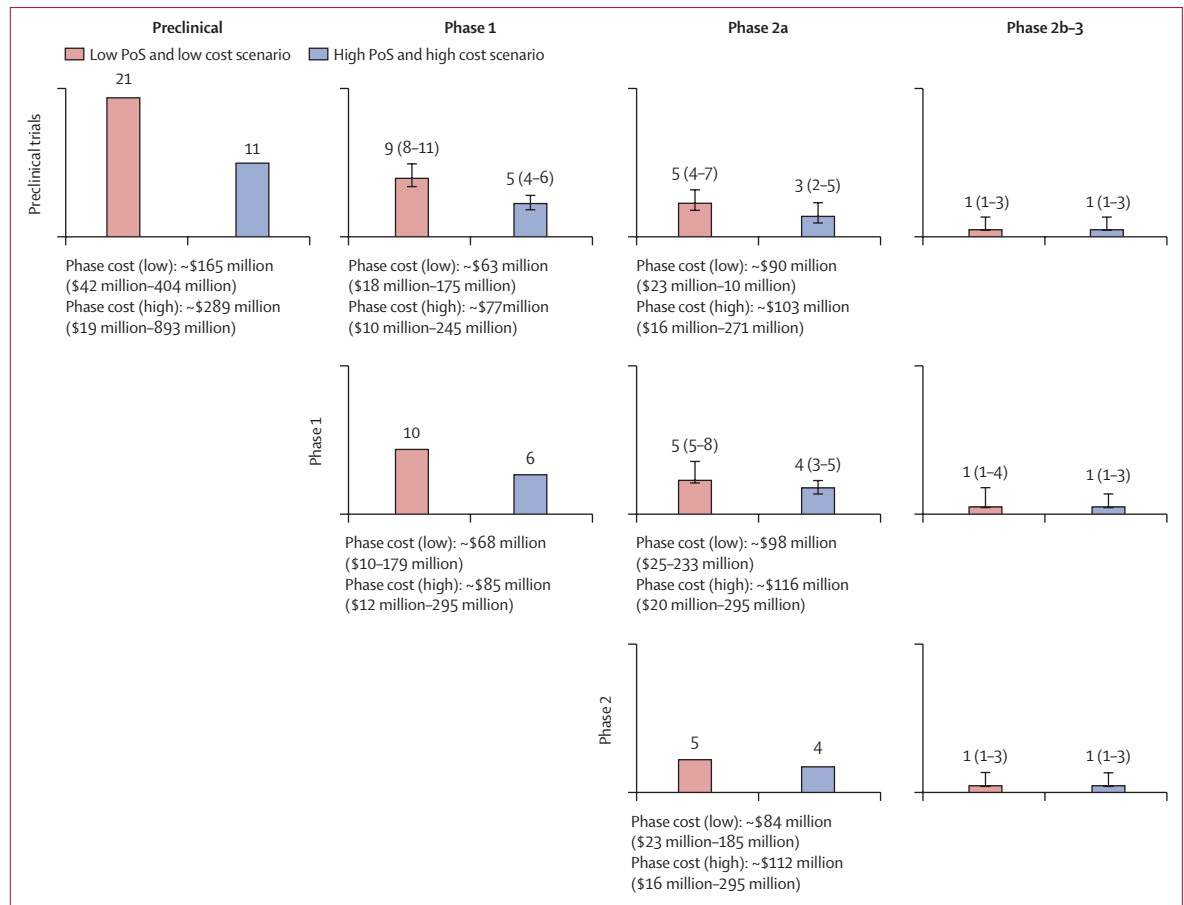 Preclinical
Phase 1
Phase 2a
Phase 2b–3
Low PoS and low cost scenario
High PoS and high cost scenario
Preclinical trials
21
11
9 (8–11)
5 (4–6)
5 (4–7)
3 (2–5)
1 (1–3)
1 (1–3)
Phase cost (low): ~$165 million
($42 million–404 million)
Phase cost (high): ~$289 million
($19 million–893 million)
Phase cost (low): ~$63 million
($18 million–175 million)
Phase cost (high): ~$77million
($10 million–245 million)
Phase cost (low): ~$90 million
($23 million–10 million)
Phase cost (high): ~$103 million
($16 million–271 million)
Phase 1
10
6
5 (5–8)
4 (3–5)
1 (1–4)
1 (1–3)
Phase cost (low): ~$68 million
($10–179 million)
Phase cost (high): ~$85 million
($12 million–295 million)
Phase cost (low): ~$98 million
($25–233 million)
Phase cost (high): ~$116 million
($20 million–295 million)
Phase 2
5
4
1 (1–3)
1 (1–3)
Phase cost (low): ~$84 million
($23 million–185 million)
Phase cost (high): ~$112 million
($16 million–295 million)